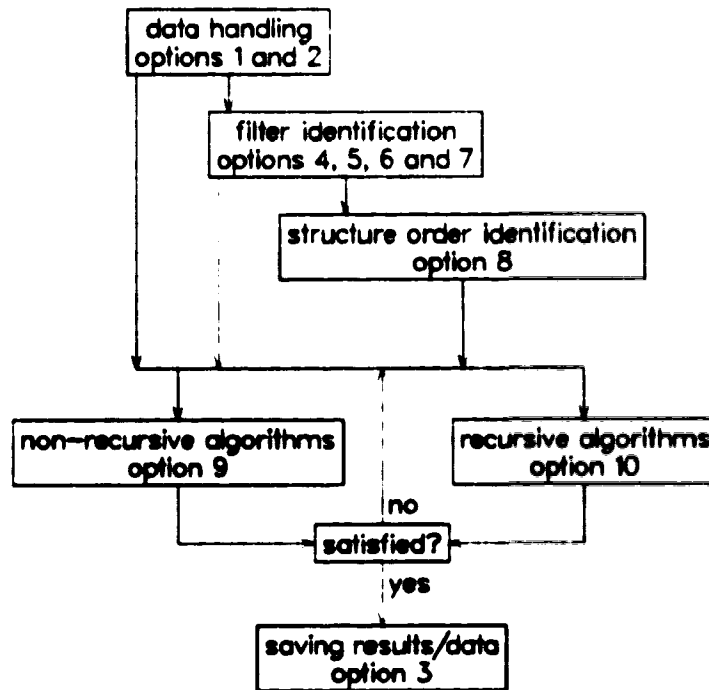 data handling
options 1 and 2
filter identification
options 4, 5, 6 and 7
structure order identification
option 8
non-recursive algorithms
option 9
recursive algorithms
option 10
no
satisfied?
yes
saving results/data
option 3